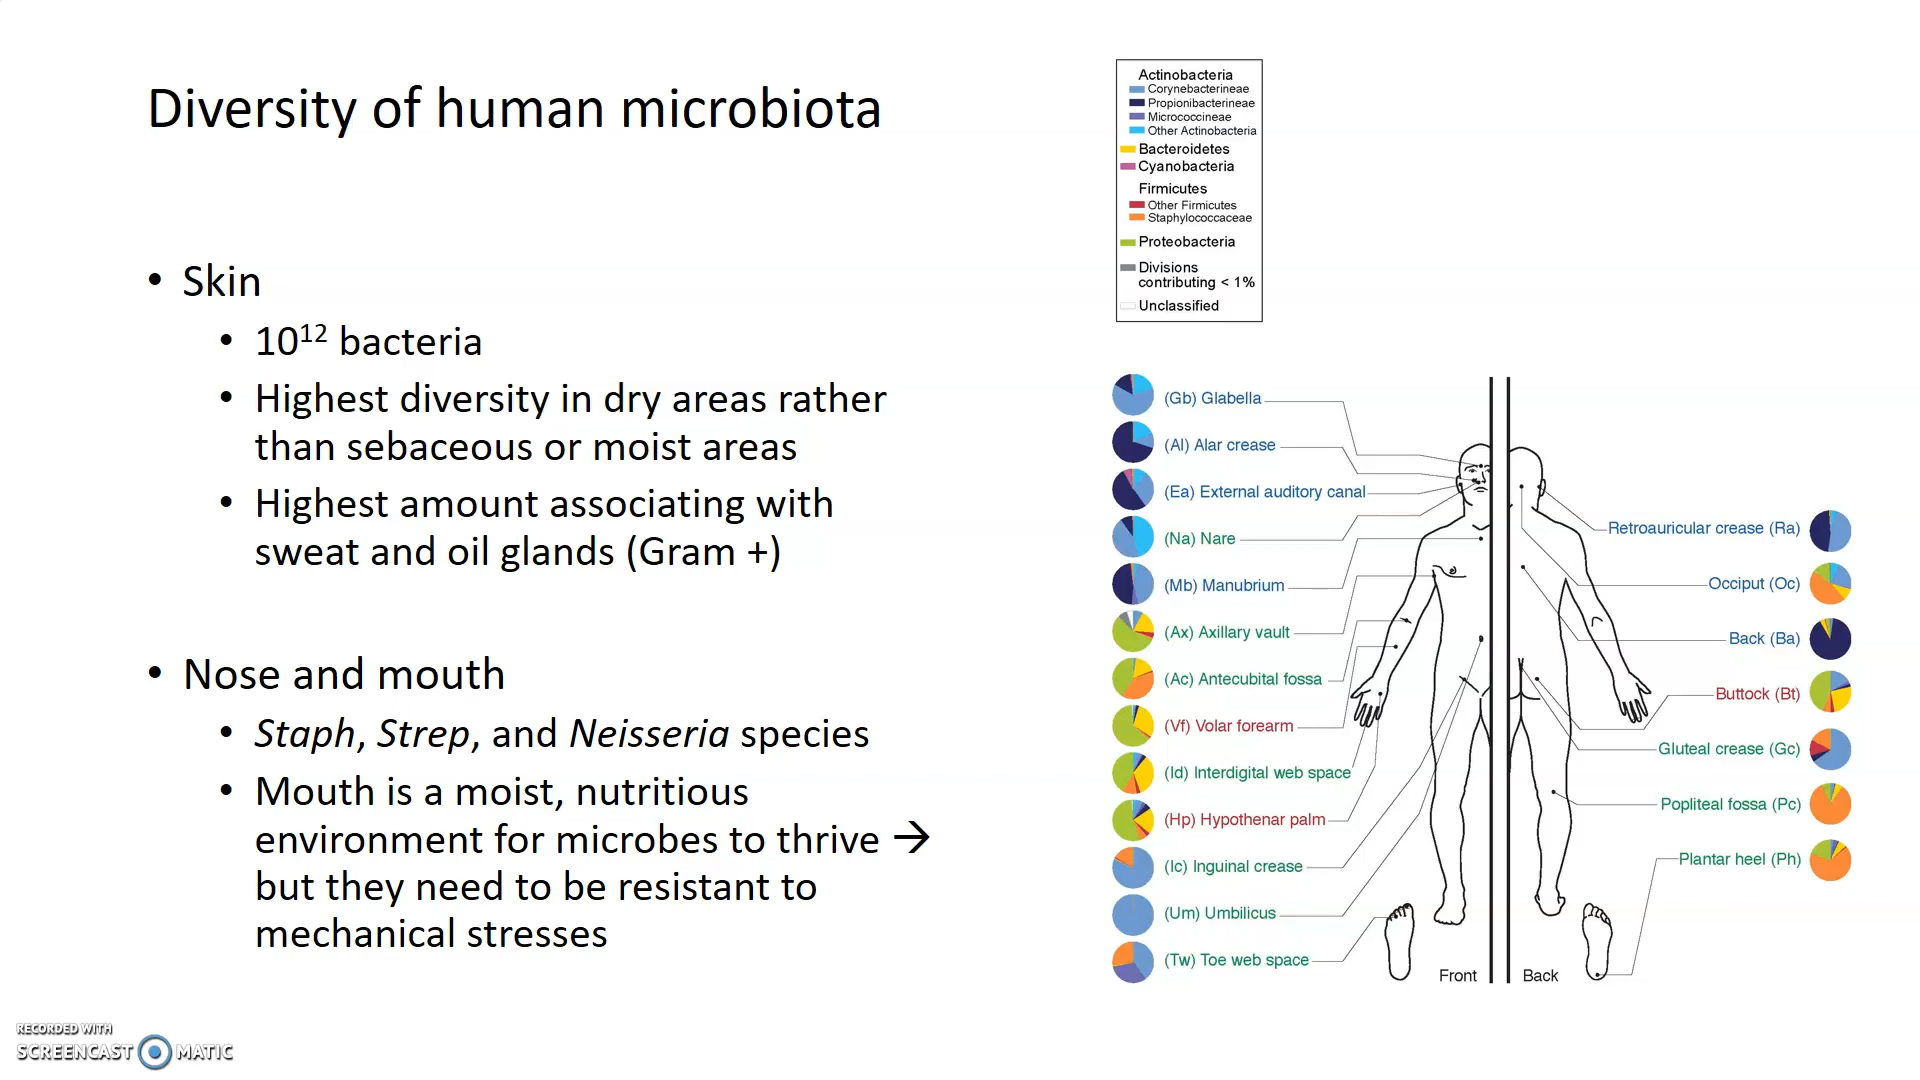 Diversity of human microbiota
• Skin
• 10¹² bacteria
• Highest diversity in dry areas rather
than sebaceous or moist areas
• Highest amount associating with
sweat and oil glands (Gram +)
• Nose and mouth
• Staph, Strep, and Neisseria species
• Mouth is a moist, nutritious
environment for microbes to thrive →
but they need to be resistant to
mechanical stresses
Actinobacteria
Corynebacterineae
Propionibacterineae
Micrococcineae
Other Actinobacteria
Bacteroidetes
Cyanobacteria
Firmicutes
Other Firmicutes
Staphylococcaceae
Proteobacteria
Divisions
contributing < 1%
Unclassified
(Gb) Glabella
(Al) Alar crease
(Ea) External auditory canal
(Na) Nare
(Mb) Manubrium
(Ax) Axillary vault
(Ac) Antecubital fossa
(Vf) Volar forearm
(Id) Interdigital web space
(Hp) Hypothenar palm
(Ic) Inguinal crease
(Um) Umbilicus
(Tw) Toe web space
Retroauricular crease (Ra)
Occiput (Oc)
Back (Ba)
Buttock (Bt)
Gluteal crease (Gc)
Popliteal fossa (Pc)
Plantar heel (Ph)
Front
Back
RECORDED WITH
SCREENCAST MATIC